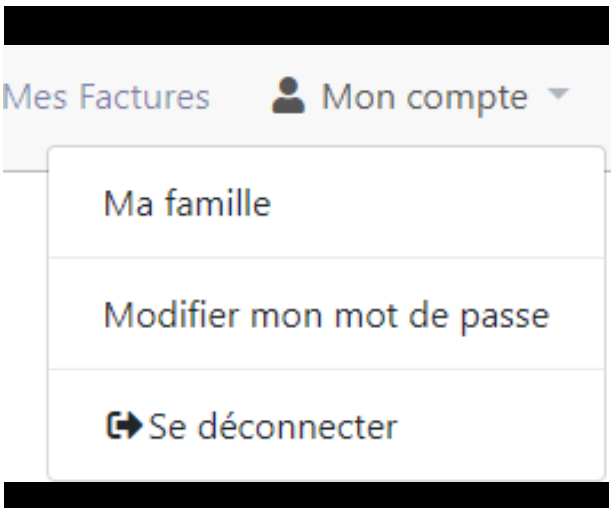 Mes Factures Mon compte
Ma famille
Modifier mon mot de passe
Se déconnecter